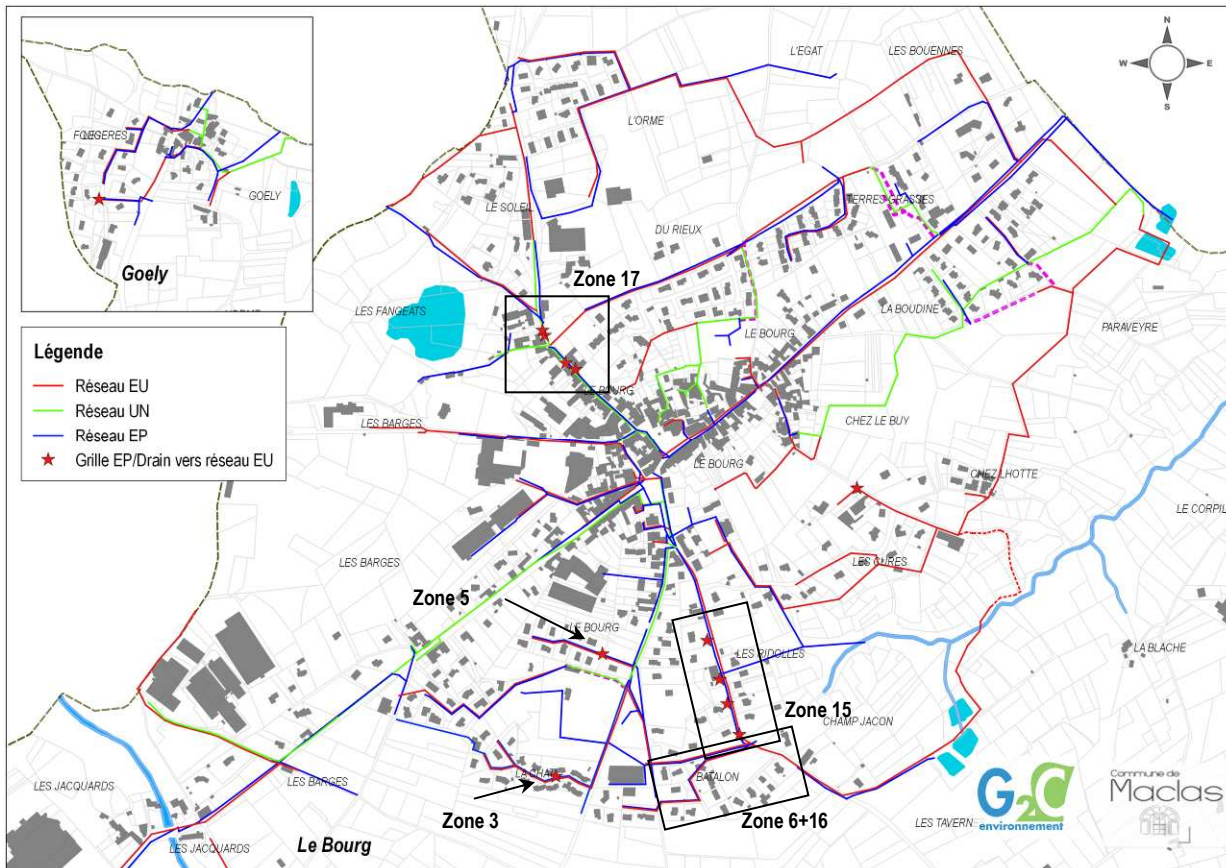 FOUGERES
GOELY
Goely
L'EGAT
LES BOUENNES
N
W
E
S
L'ORME
LE SOLEIL
DU RIEUX
TERRES GRASSES
Zone 17
LES FANGEATS
LE BOURG
LA BOUDINE
PARAVEYRE
Légende
Réseau EU
Réseau UN
Réseau EP
Grille EP/Drain vers réseau EU
LE BOURG
LES BARGES
CHEZ LE BUY
LE BOURG
CHEZ LHOTTE
LE CORPIL
LES BARGES
LES CURES
Zone 5
LE BOURG
LES RIDOLLES
LA BLACHE
Zone 15
CHAMP JACON
LES JACQUARDS
LES BARGES
LA CHAT
BATALON
G2C
environnement
Commune de
Maclas
Zone 3
Zone 6+16
LES TAVERN
LES JACQUARDS
Le Bourg